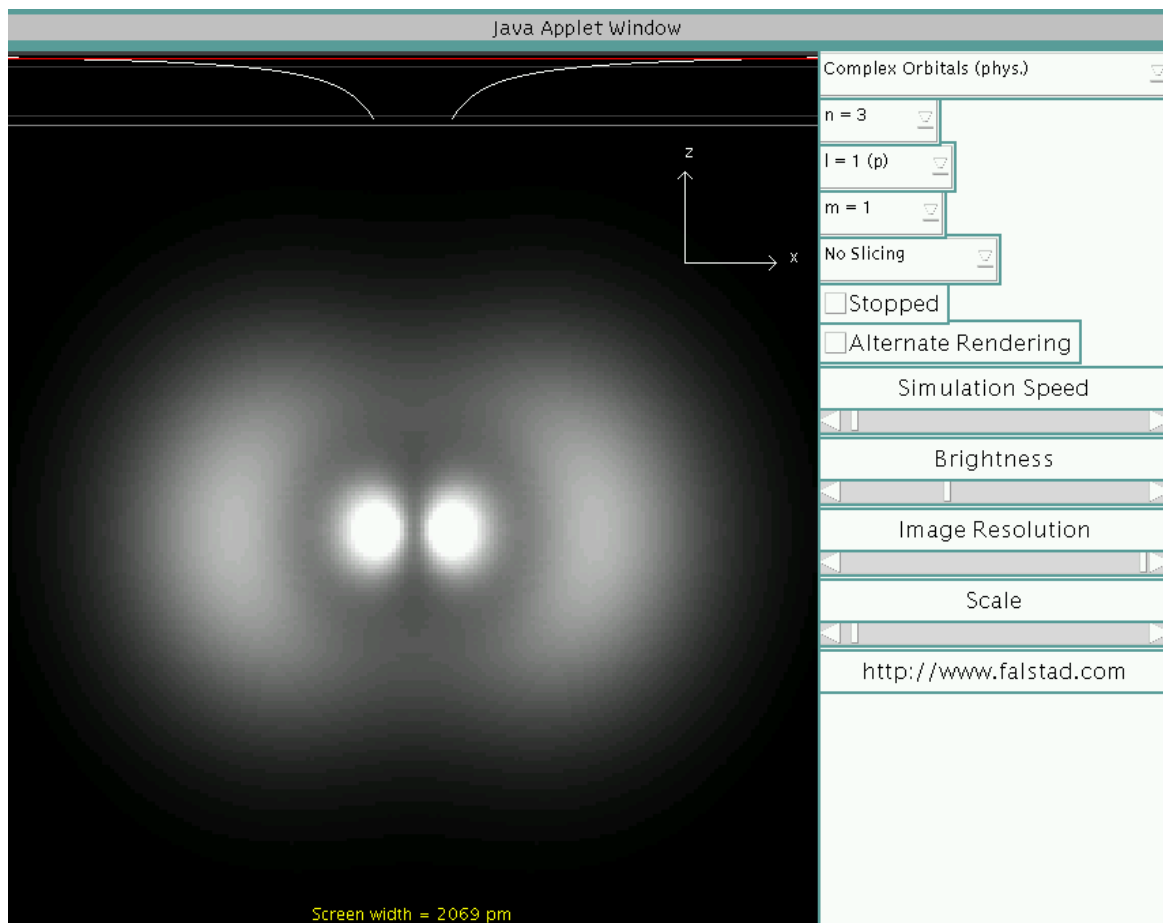 Java Applet Window
Complex Orbitals (phys.)
n = 3
l = 1 (p)
m = 1
No Slicing
Stopped
Alternate Rendering
Simulation Speed
Brightness
Image Resolution
Scale
http://www.falstad.com
z
x
Screen width = 2069 pm